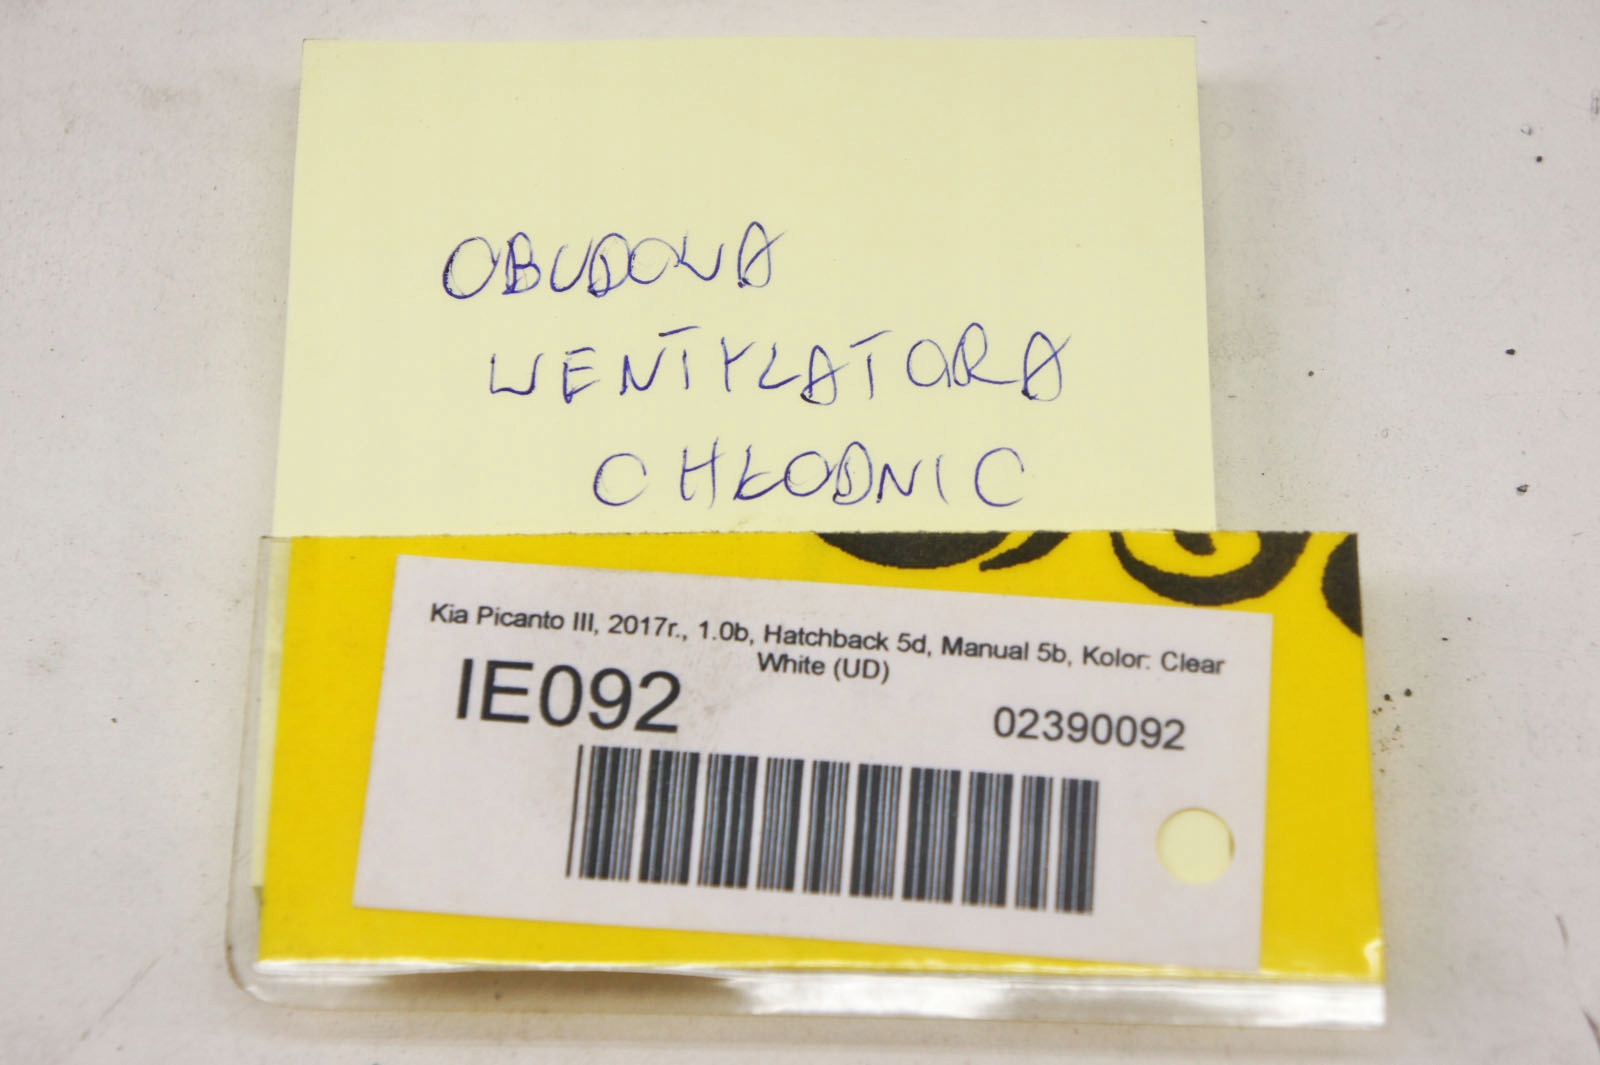 OBUDOWA
WENTYLATORA
CHŁODNIC
Kia Picanto III, 2017r., 1.0b, Hatchback 5d, Manual 5b, Kolor: Clear
White (UD)
IE092
02390092